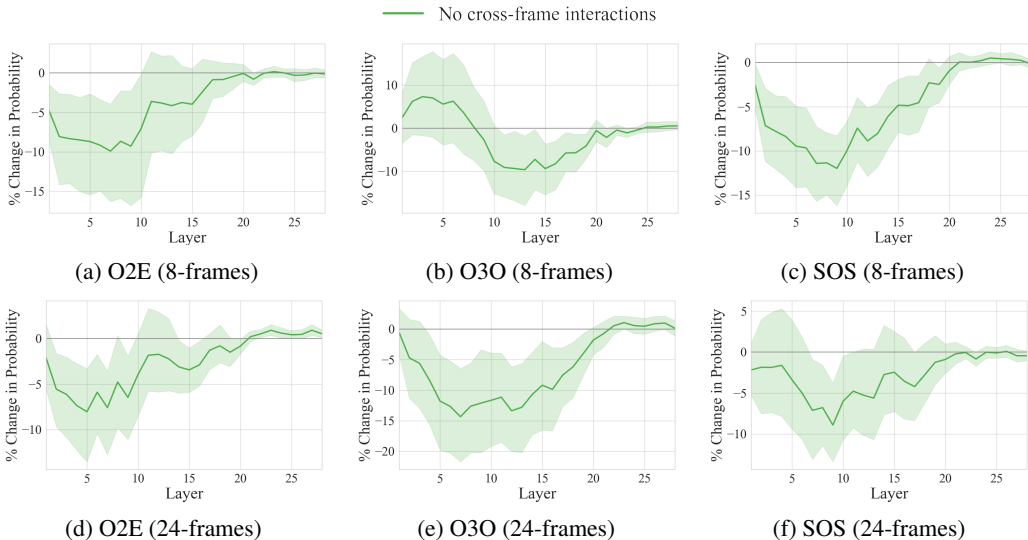 No cross-frame interactions
% Change in Probability
0
−5
−10
−15
5 10 15 20 25
Layer
(a) O2E (8-frames)
% Change in Probability
10
0
−10
5 10 15 20 25
Layer
(b) O3O (8-frames)
% Change in Probability
0
−5
−10
−15
5 10 15 20 25
Layer
(c) SOS (8-frames)
% Change in Probability
0
−5
−10
5 10 15 20 25
Layer
(d) O2E (24-frames)
% Change in Probability
0
−5
−10
−15
−20
5 10 15 20 25
Layer
(e) O3O (24-frames)
% Change in Probability
5
0
−5
−10
5 10 15 20 25
Layer
(f) SOS (24-frames)